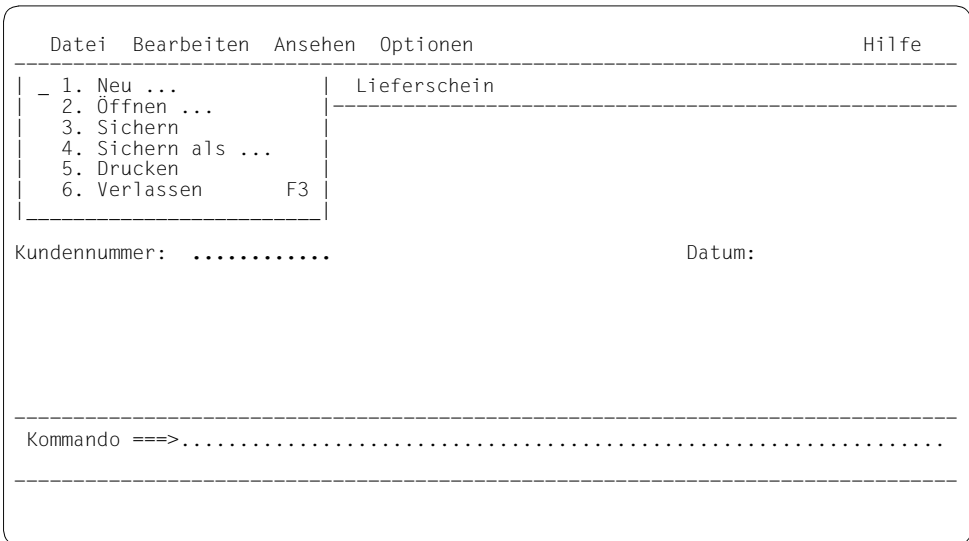 Datei  Bearbeiten  Ansehen  Optionen  Hilfe
_ 1. Neu ...  Lieferschein
2. Öffnen ...
3. Sichern
4. Sichern als ...
5. Drucken
6. Verlassen  F3
Kundennummer:  ............  Datum:
Kommando ===>.................................................................